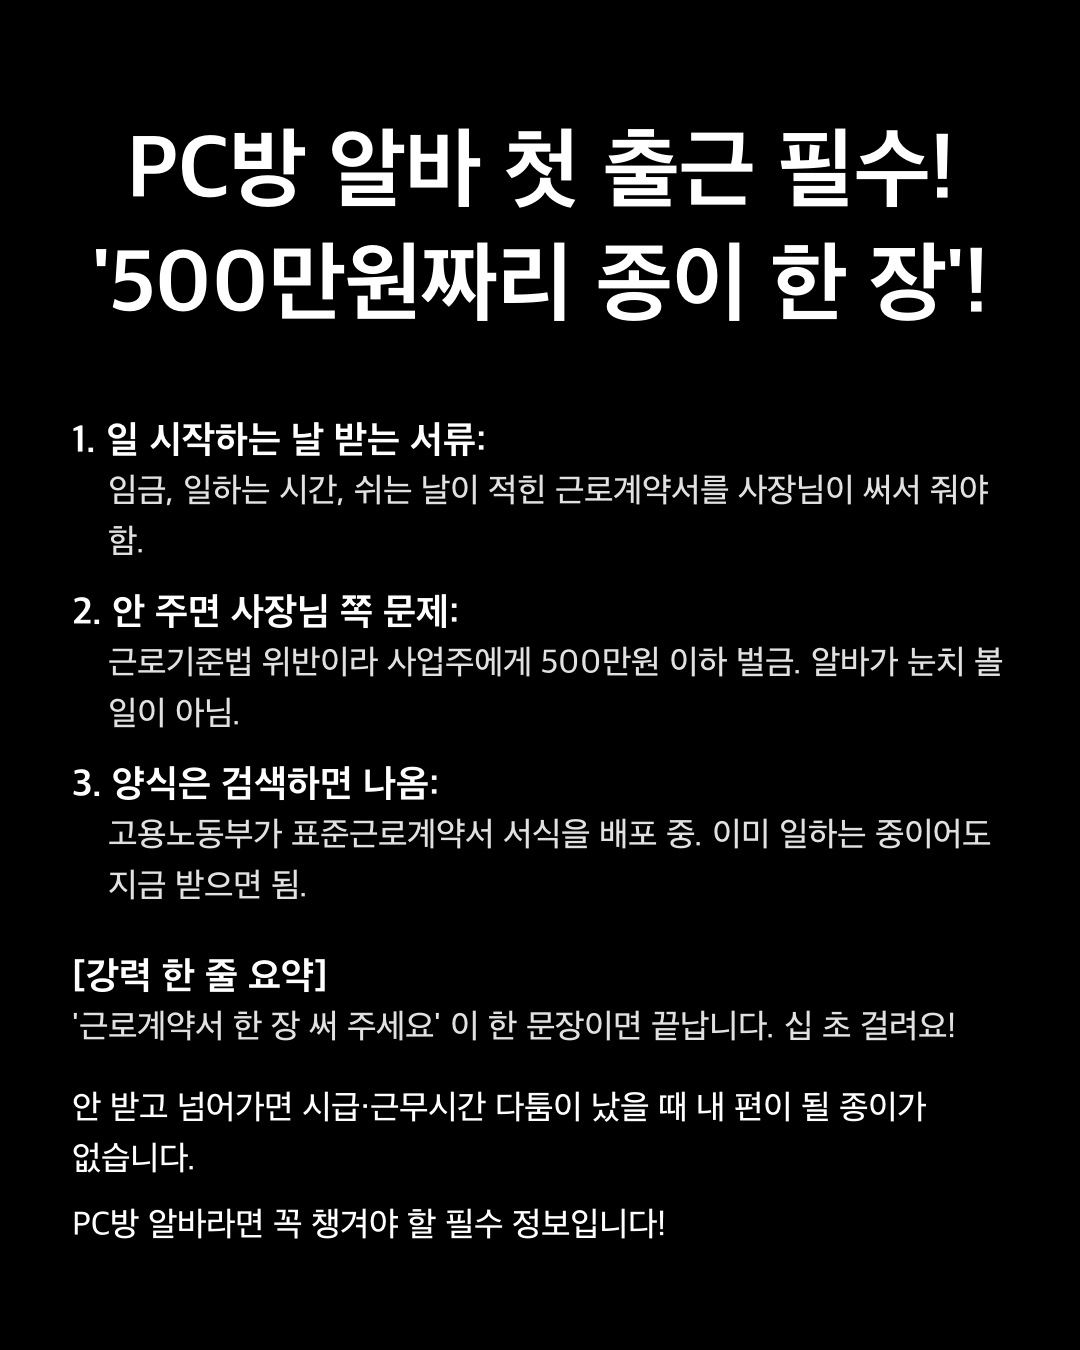 PC방 알바 첫 출근 필수!
'500만원짜리 종이 한 장'!
1. 일 시작하는 날 받는 서류:
임금, 일하는 시간, 쉬는 날이 적힌 근로계약서를 사장님이 써서 줘야
함.
2. 안 주면 사장님 쪽 문제:
근로기준법 위반이라 사업주에게 500만원 이하 벌금. 알바가 눈치 볼
일이 아님.
3. 양식은 검색하면 나옴:
고용노동부가 표준근로계약서 서식을 배포 중. 이미 일하는 중이어도
지금 받으면 됨.
[강력 한 줄 요약]
'근로계약서 한 장 써 주세요' 이 한 문장이면 끝납니다. 십 초 걸려요!
안 받고 넘어가면 시급·근무시간 다툼이 났을 때 내 편이 될 종이가
없습니다.
PC방 알바라면 꼭 챙겨야 할 필수 정보입니다!